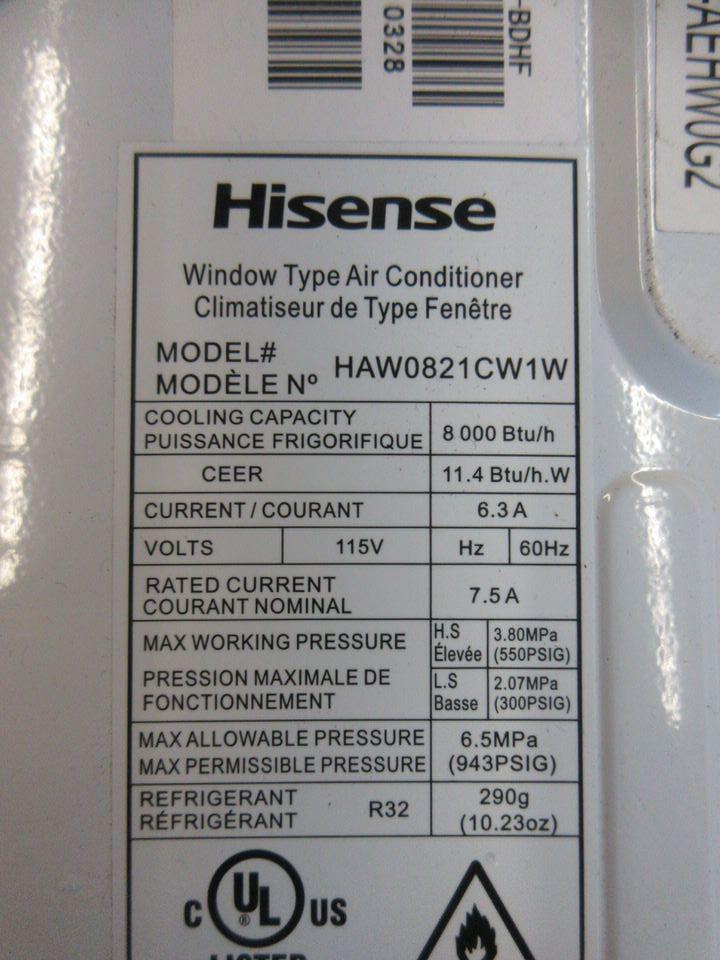 -BDHF
0328
-AEHW0G2
Hisense
Window Type Air Conditioner
Climatiseur de Type Fenêtre
MODEL#
MODÈLE Nº
HAW0821CW1W
COOLING CAPACITY
PUISSANCE FRIGORIFIQUE
8 000 Btu/h
CEER
11.4 Btu/h.W
CURRENT / COURANT
6.3 A
VOLTS
115V
Hz
60Hz
RATED CURRENT
COURANT NOMINAL
7.5 A
MAX WORKING PRESSURE
PRESSION MAXIMALE DE
FONCTIONNEMENT
H.S
Élevée
3.80MPa
(550PSIG)
L.S
Basse
2.07MPa
(300PSIG)
MAX ALLOWABLE PRESSURE
MAX PERMISSIBLE PRESSURE
6.5MPa
(943PSIG)
REFRIGERANT
RÉFRIGÉRANT
R32
290g
(10.23oz)
C UL ® US
LISTED